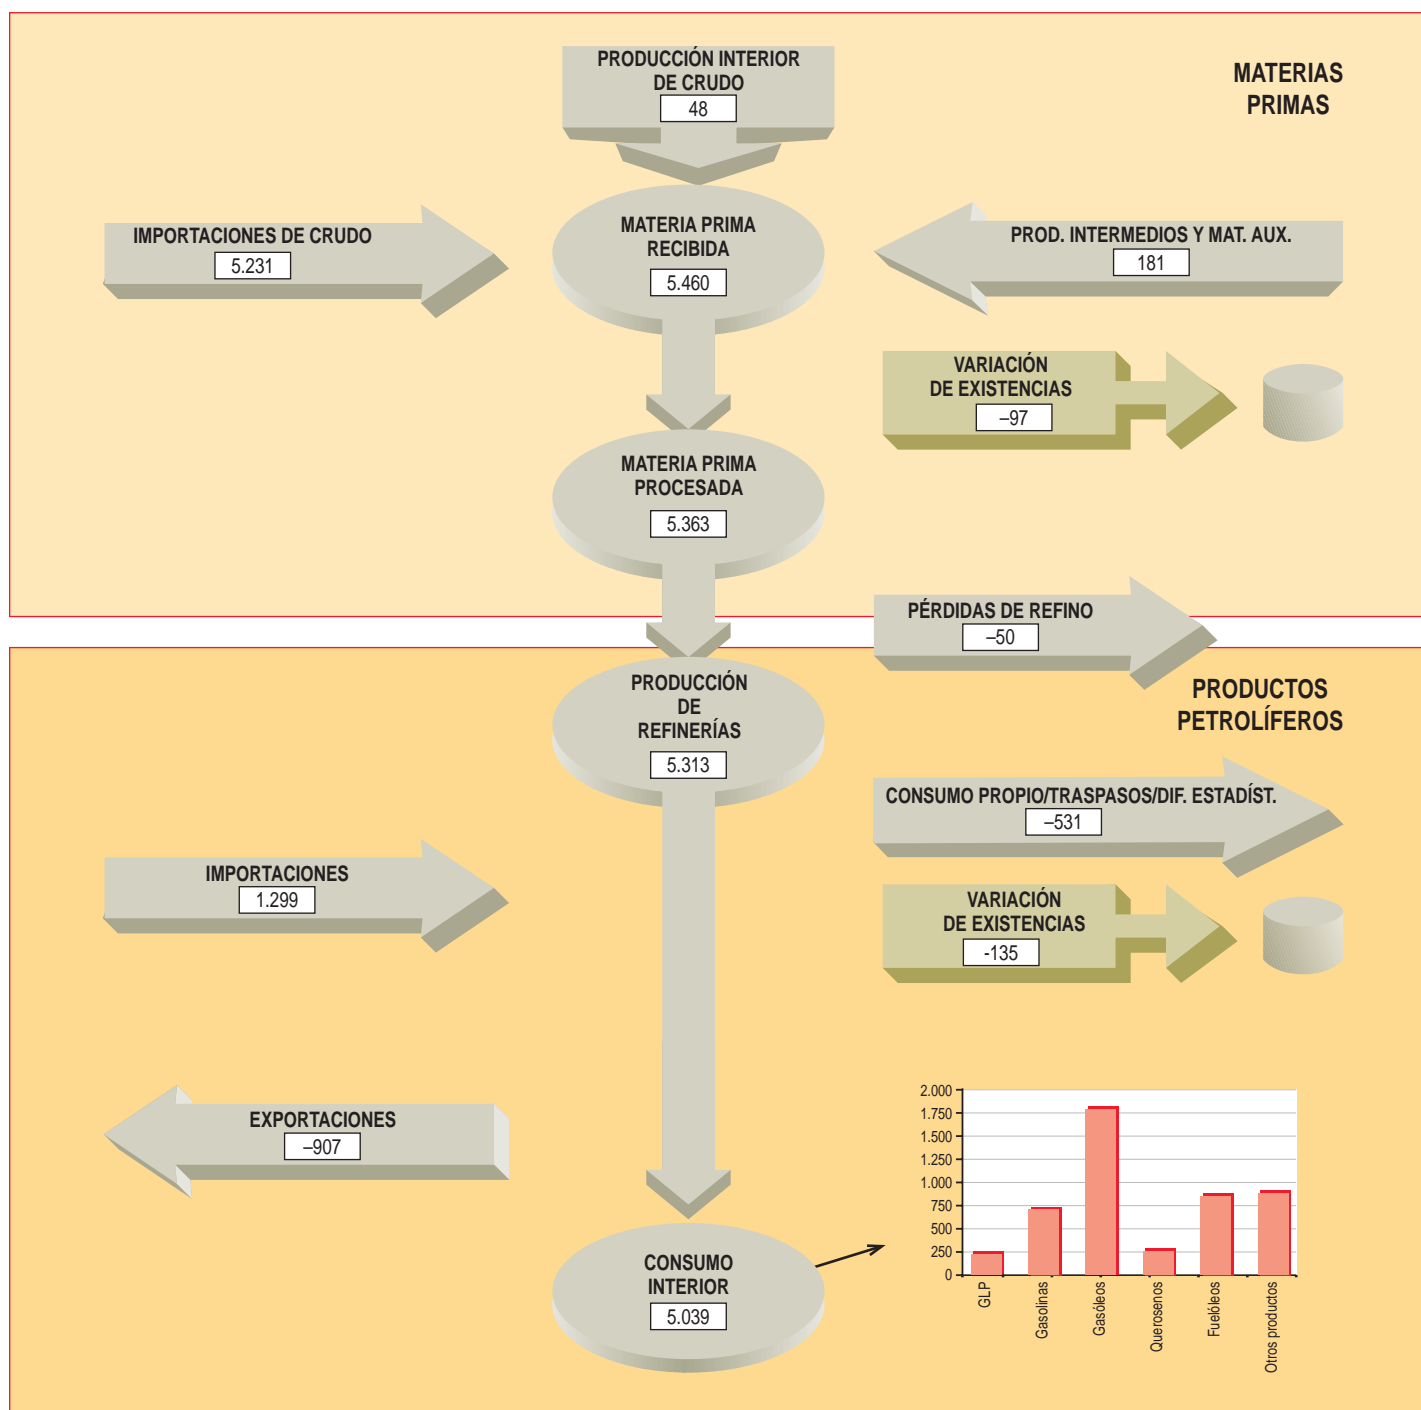 PRODUCCIÓN INTERIOR
DE CRUDO
48
MATERIAS
PRIMAS
IMPORTACIONES DE CRUDO
5.231
MATERIA PRIMA
RECIBIDA
5.460
PROD. INTERMEDIOS Y MAT. AUX.
181
VARIACIÓN
DE EXISTENCIAS
–97
MATERIA PRIMA
PROCESADA
5.363
PÉRDIDAS DE REFINO
–50
PRODUCCIÓN
DE
REFINERÍAS
5.313
PRODUCTOS
PETROLÍFEROS
CONSUMO PROPIO/TRASPASOS/DIF. ESTADÍST.
–531
IMPORTACIONES
1.299
VARIACIÓN
DE EXISTENCIAS
-135
EXPORTACIONES
–907
CONSUMO
INTERIOR
5.039
2.000
1.750
1.500
1.250
1.000
750
500
250
0
GLP
Gasolinas
Gasóleos
Querosenos
Fuelóleos
Otros productos